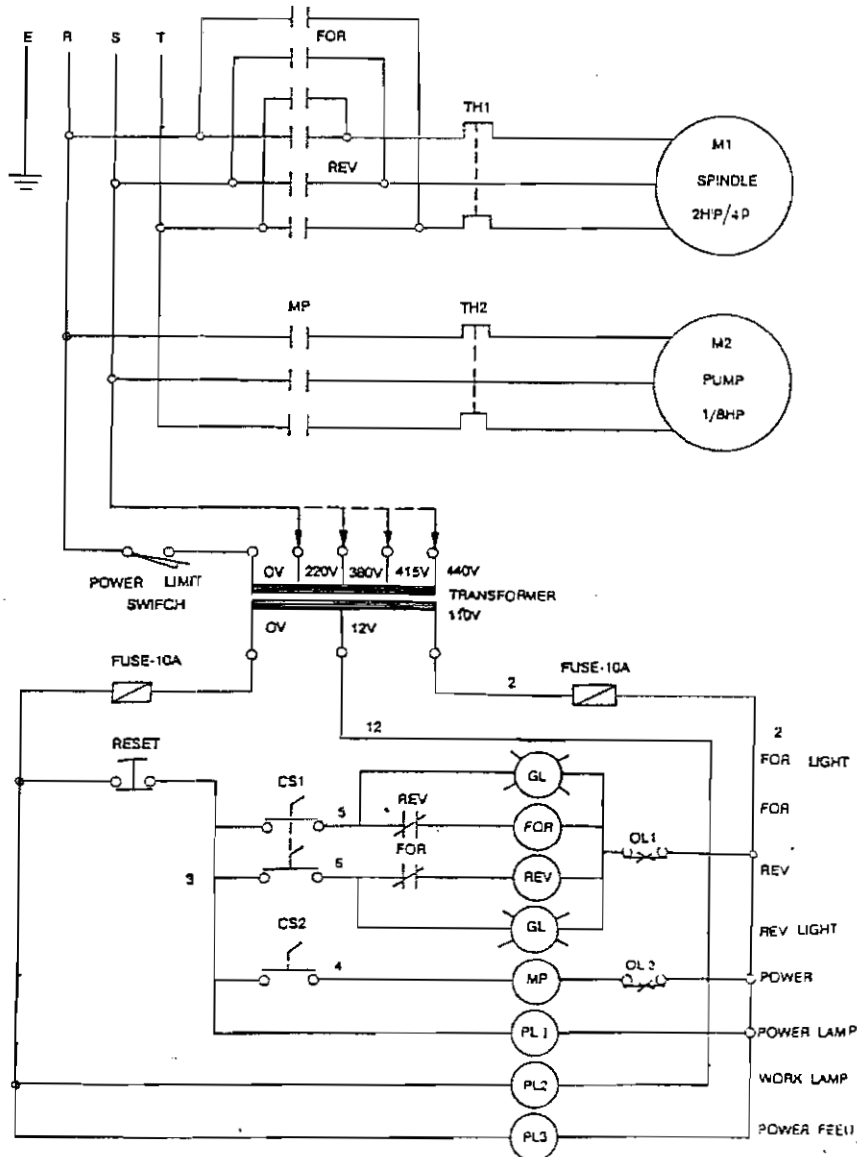 E R S T
FOR
TH1
M1
SPINDLE
2HP/4P
REV
MP
TH2
M2
PUMP
1/8HP
0V 220V 380V 415V 440V
POWER LIMIT
SWIFCH
TRANSFORMER
110V
0V 12V
FUSE-10A
FUSE-10A
2
12
2
RESET
FOR LIGHT
GL
CS1
5
REV
FOR
FOR
OL1
FOR
6
REV
REV
3
GL
REV LIGHT
CS2
4
MP
OL2
POWER
PL1
POWER LAMP
PL2
WORK LAMP
PL3
POWER FEED